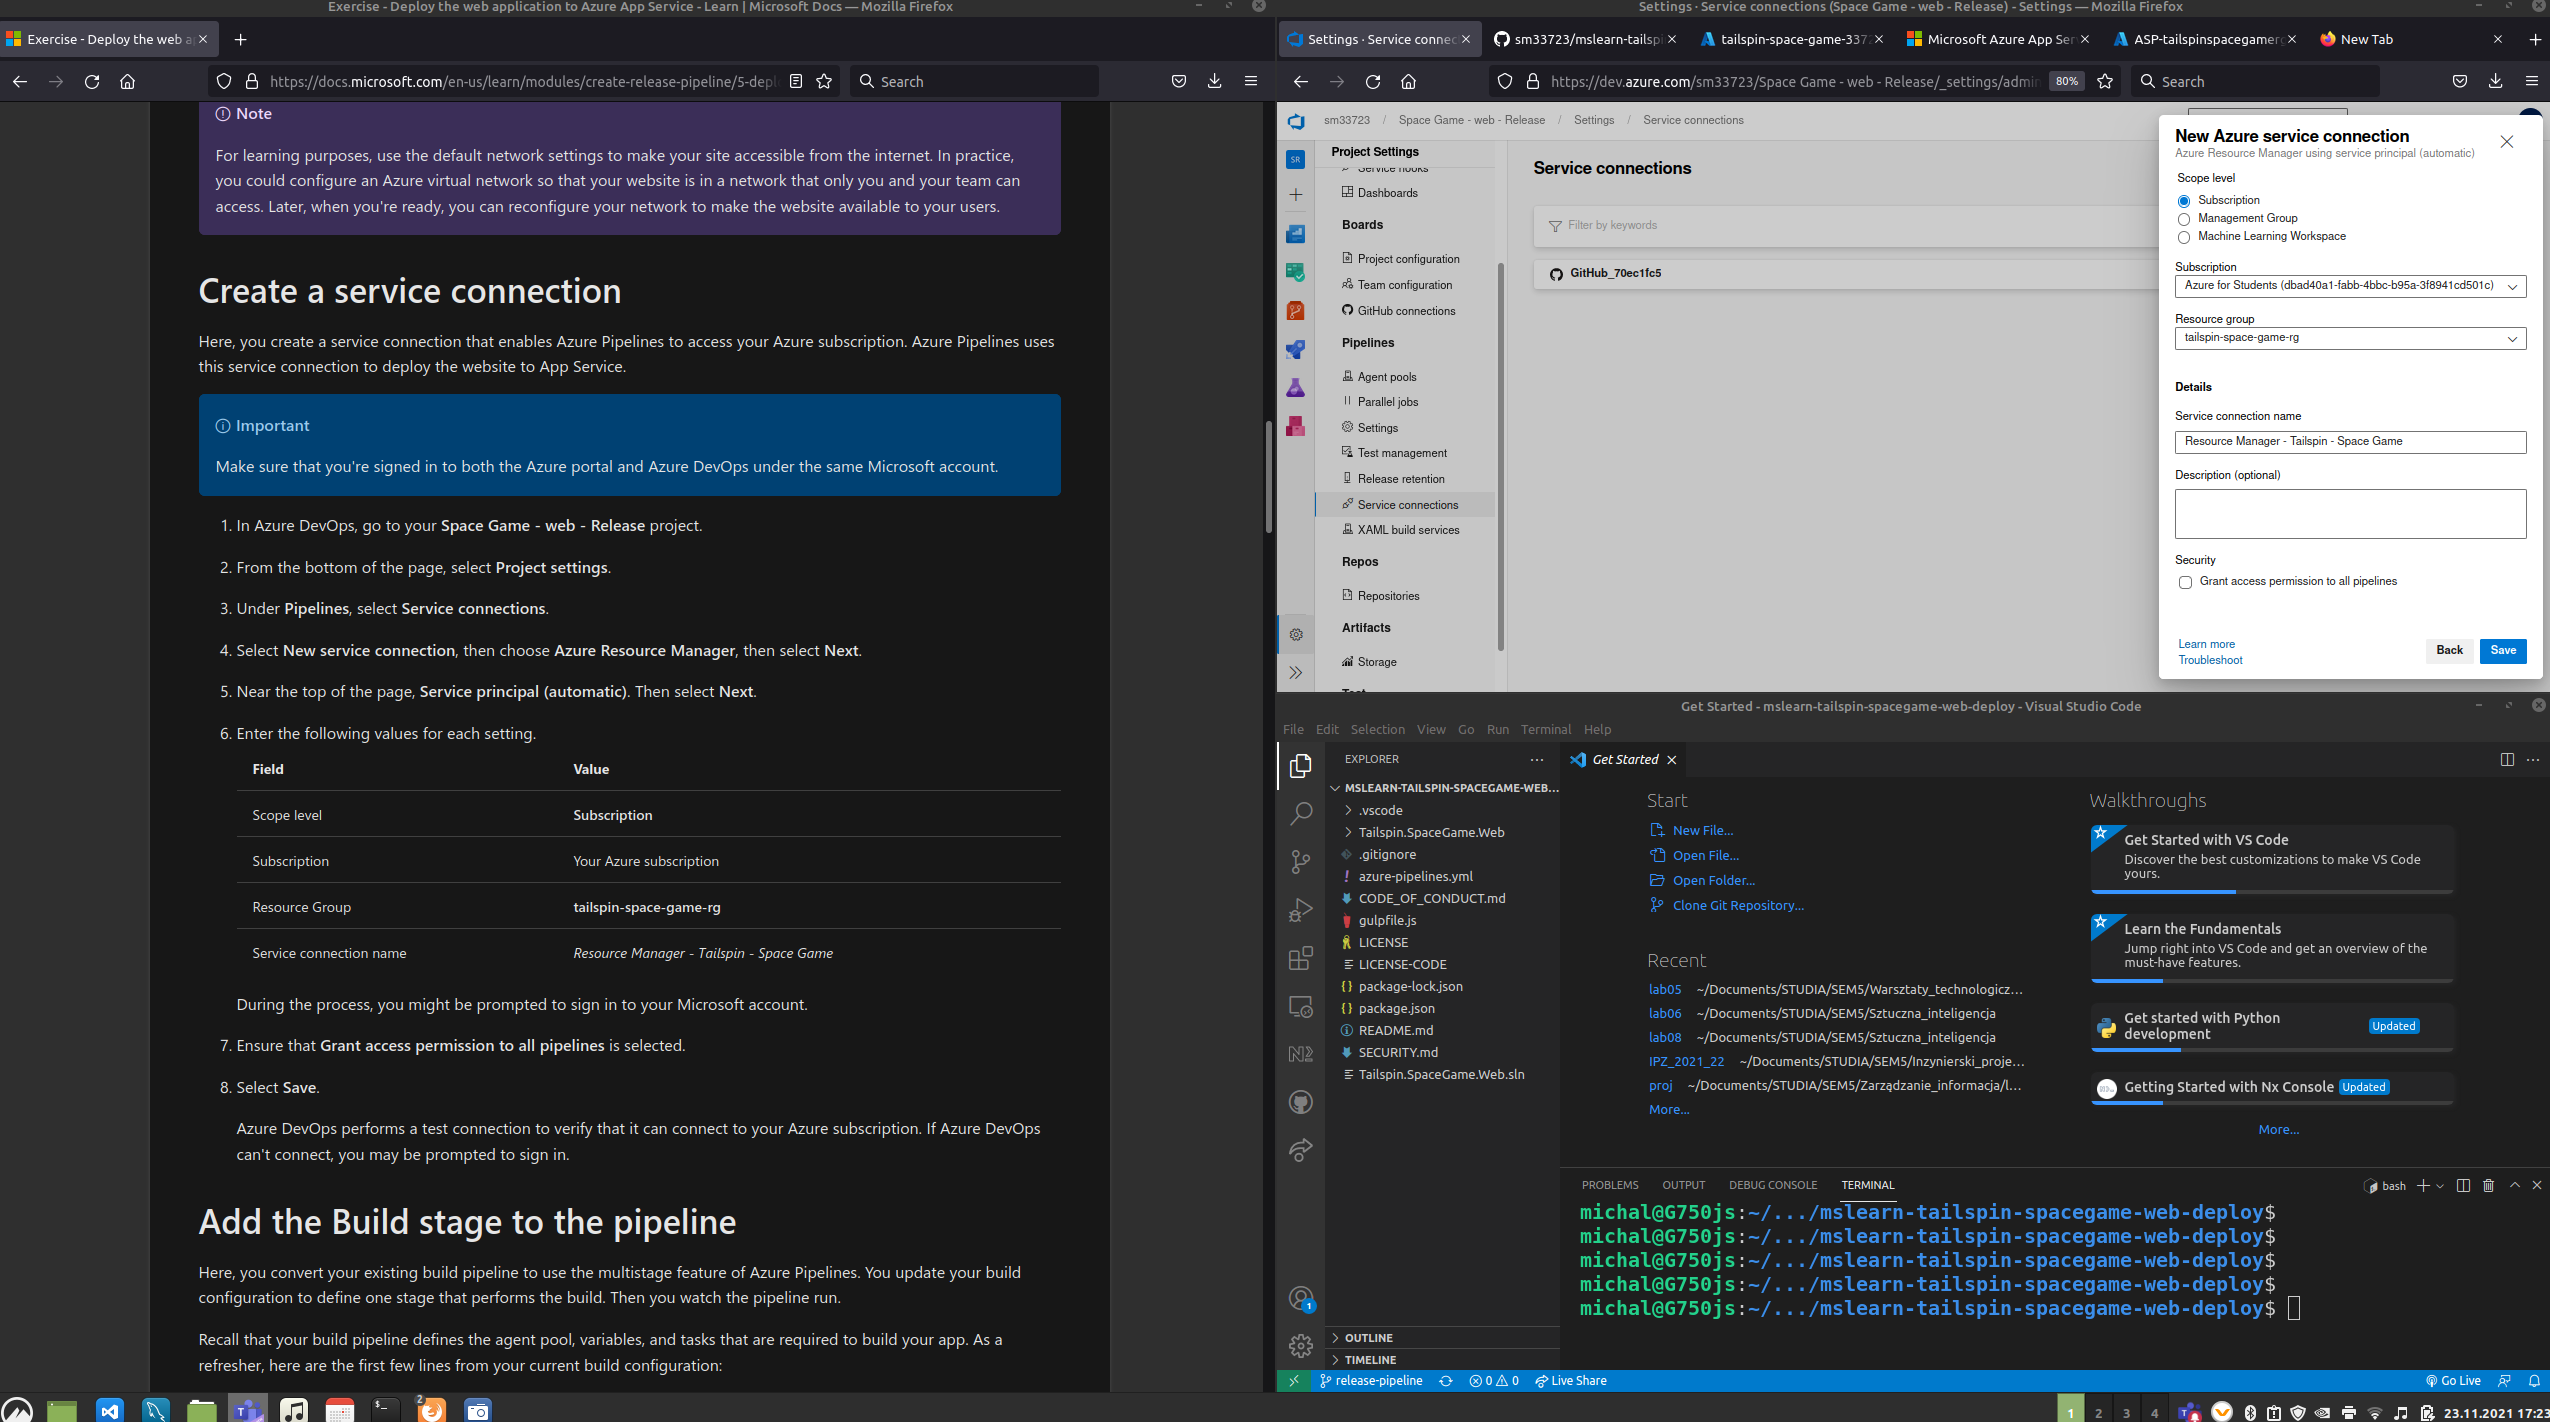 Exercise - Deploy the web application to Azure App Service - Learn | Microsoft Docs — Mozilla Firefox
Exercise - Deploy the web a
https://docs.microsoft.com/en-us/learn/modules/create-release-pipeline/5-depl
Search
Note
For learning purposes, use the default network settings to make your site accessible from the internet. In practice,
you could configure an Azure virtual network so that your website is in a network that only you and your team can
access. Later, when you're ready, you can reconfigure your network to make the website available to your users.
Create a service connection
Here, you create a service connection that enables Azure Pipelines to access your Azure subscription. Azure Pipelines uses
this service connection to deploy the website to App Service.
Important
Make sure that you're signed in to both the Azure portal and Azure DevOps under the same Microsoft account.
1. In Azure DevOps, go to your Space Game - web - Release project.
2. From the bottom of the page, select Project settings.
3. Under Pipelines, select Service connections.
4. Select New service connection, then choose Azure Resource Manager, then select Next.
5. Near the top of the page, Service principal (automatic). Then select Next.
6. Enter the following values for each setting.
Field Value
Scope level Subscription
Subscription Your Azure subscription
Resource Group tailspin-space-game-rg
Service connection name Resource Manager - Tailspin - Space Game
During the process, you might be prompted to sign in to your Microsoft account.
7. Ensure that Grant access permission to all pipelines is selected.
8. Select Save.
Azure DevOps performs a test connection to verify that it can connect to your Azure subscription. If Azure DevOps
can't connect, you may be prompted to sign in.
Add the Build stage to the pipeline
Here, you convert your existing build pipeline to use the multistage feature of Azure Pipelines. You update your build
configuration to define one stage that performs the build. Then you watch the pipeline run.
Recall that your build pipeline defines the agent pool, variables, and tasks that are required to build your app. As a
refresher, here are the first few lines from your current build configuration:
Settings · Service connections (Space Game - web - Release) - Settings — Mozilla Firefox
Settings · Service connec
sm33723/mslearn-tailspi
tailspin-space-game-337
Microsoft Azure App Ser
ASP-tailspinspacegamer
New Tab
https://dev.azure.com/sm33723/Space Game - web - Release/_settings/admin
80%
Search
sm33723 / Space Game - web - Release / Settings / Service connections
SR
Project Settings
Service hooks
Dashboards
Boards
Project configuration
Team configuration
GitHub connections
Pipelines
Agent pools
Parallel jobs
Settings
Test management
Release retention
Service connections
XAML build services
Repos
Repositories
Artifacts
Storage
Test
Service connections
Filter by keywords
GitHub_70ec1fc5
New Azure service connection
Azure Resource Manager using service principal (automatic)
Scope level
Subscription
Management Group
Machine Learning Workspace
Subscription
Azure for Students (dbad40a1-fabb-4bbc-b95a-3f8941cd501c)
Resource group
tailspin-space-game-rg
Details
Service connection name
Resource Manager - Tailspin - Space Game
Description (optional)
Security
Grant access permission to all pipelines
Learn more
Troubleshoot
Back
Save
Get Started - mslearn-tailspin-spacegame-web-deploy - Visual Studio Code
File Edit Selection View Go Run Terminal Help
EXPLORER
MSLEARN-TAILSPIN-SPACEGAME-WEB...
.vscode
Tailspin.SpaceGame.Web
.gitignore
azure-pipelines.yml
CODE_OF_CONDUCT.md
gulpfile.js
LICENSE
LICENSE-CODE
package-lock.json
package.json
README.md
SECURITY.md
Tailspin.SpaceGame.Web.sln
OUTLINE
TIMELINE
1
Get Started
Start
New File...
Open File...
Open Folder...
Clone Git Repository...
Recent
lab05 ~/Documents/STUDIA/SEM5/Warsztaty_technologicz...
lab06 ~/Documents/STUDIA/SEM5/Sztuczna_inteligencja
lab08 ~/Documents/STUDIA/SEM5/Sztuczna_inteligencja
IPZ_2021_22 ~/Documents/STUDIA/SEM5/Inzynierski_proje...
proj ~/Documents/STUDIA/SEM5/Zarządzanie_informacja/l...
More...
Walkthroughs
Get Started with VS Code
Discover the best customizations to make VS Code
yours.
Learn the Fundamentals
Jump right into VS Code and get an overview of the
must-have features.
Get started with Python
development
Updated
Getting Started with Nx Console Updated
More...
PROBLEMS OUTPUT DEBUG CONSOLE TERMINAL
bash
michal@G750js:~/.../mslearn-tailspin-spacegame-web-deploy$
michal@G750js:~/.../mslearn-tailspin-spacegame-web-deploy$
michal@G750js:~/.../mslearn-tailspin-spacegame-web-deploy$
michal@G750js:~/.../mslearn-tailspin-spacegame-web-deploy$
michal@G750js:~/.../mslearn-tailspin-spacegame-web-deploy$
release-pipeline
0 0
Live Share
Go Live
2
1 2 3 4
23.11.2021 17:23